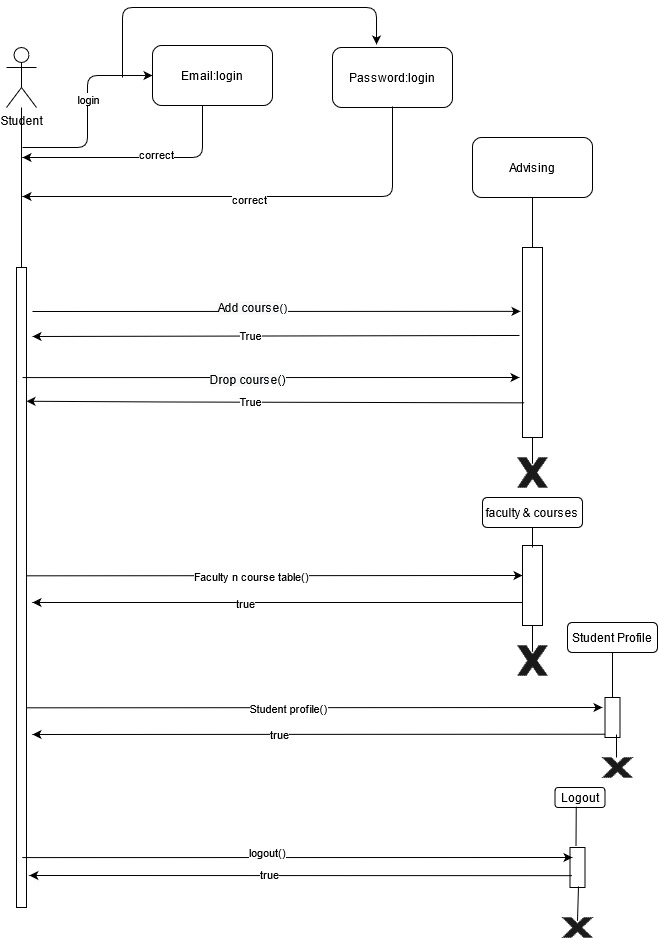 Email:login
Password:login
login
Student
correct
Advising
correct
Add course()
True
Drop course()
True
faculty & courses
Faculty n course table()
true
Student Profile
Student profile()
true
Logout
logout()
true